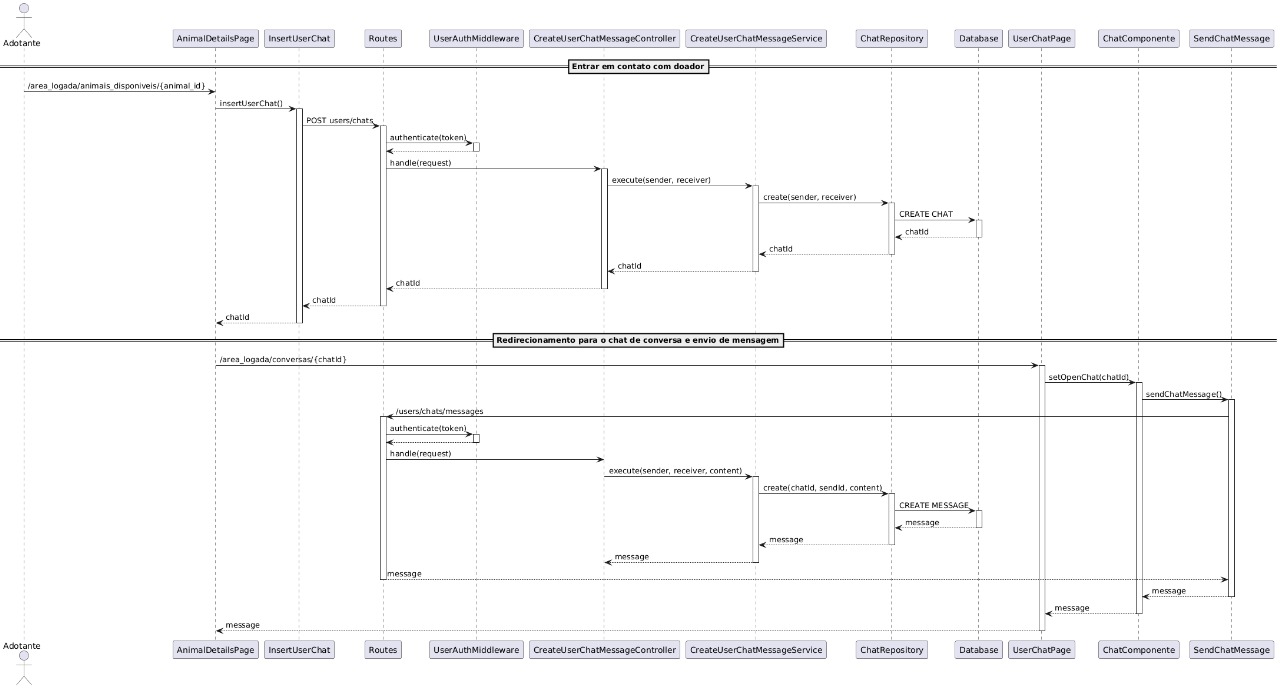 Adotante
AnimalDetailsPage
InsertUserChat
Routes
UserAuthMiddleware
CreateUserChatMessageController
CreateUserChatMessageService
ChatRepository
Database
UserChatPage
ChatComponente
SendChatMessage
Entrar em contato com doador
/area_logada/animais_disponiveis/{animal_id}
insertUserChat()
POST users/chats
authenticate(token)
handle(request)
execute(sender, receiver)
create(sender, receiver)
CREATE CHAT
chatId
chatId
chatId
chatId
chatId
chatId
Redirecionamento para o chat de conversa e envio de mensagem
/area_logada/conversas/{chatId}
setOpenChat(chatId)
sendChatMessage()
/users/chats/messages
authenticate(token)
handle(request)
execute(sender, receiver, content)
create(chatId, sendId, content)
CREATE MESSAGE
message
message
message
message
message
message
message
Adotante
AnimalDetailsPage
InsertUserChat
Routes
UserAuthMiddleware
CreateUserChatMessageController
CreateUserChatMessageService
ChatRepository
Database
UserChatPage
ChatComponente
SendChatMessage